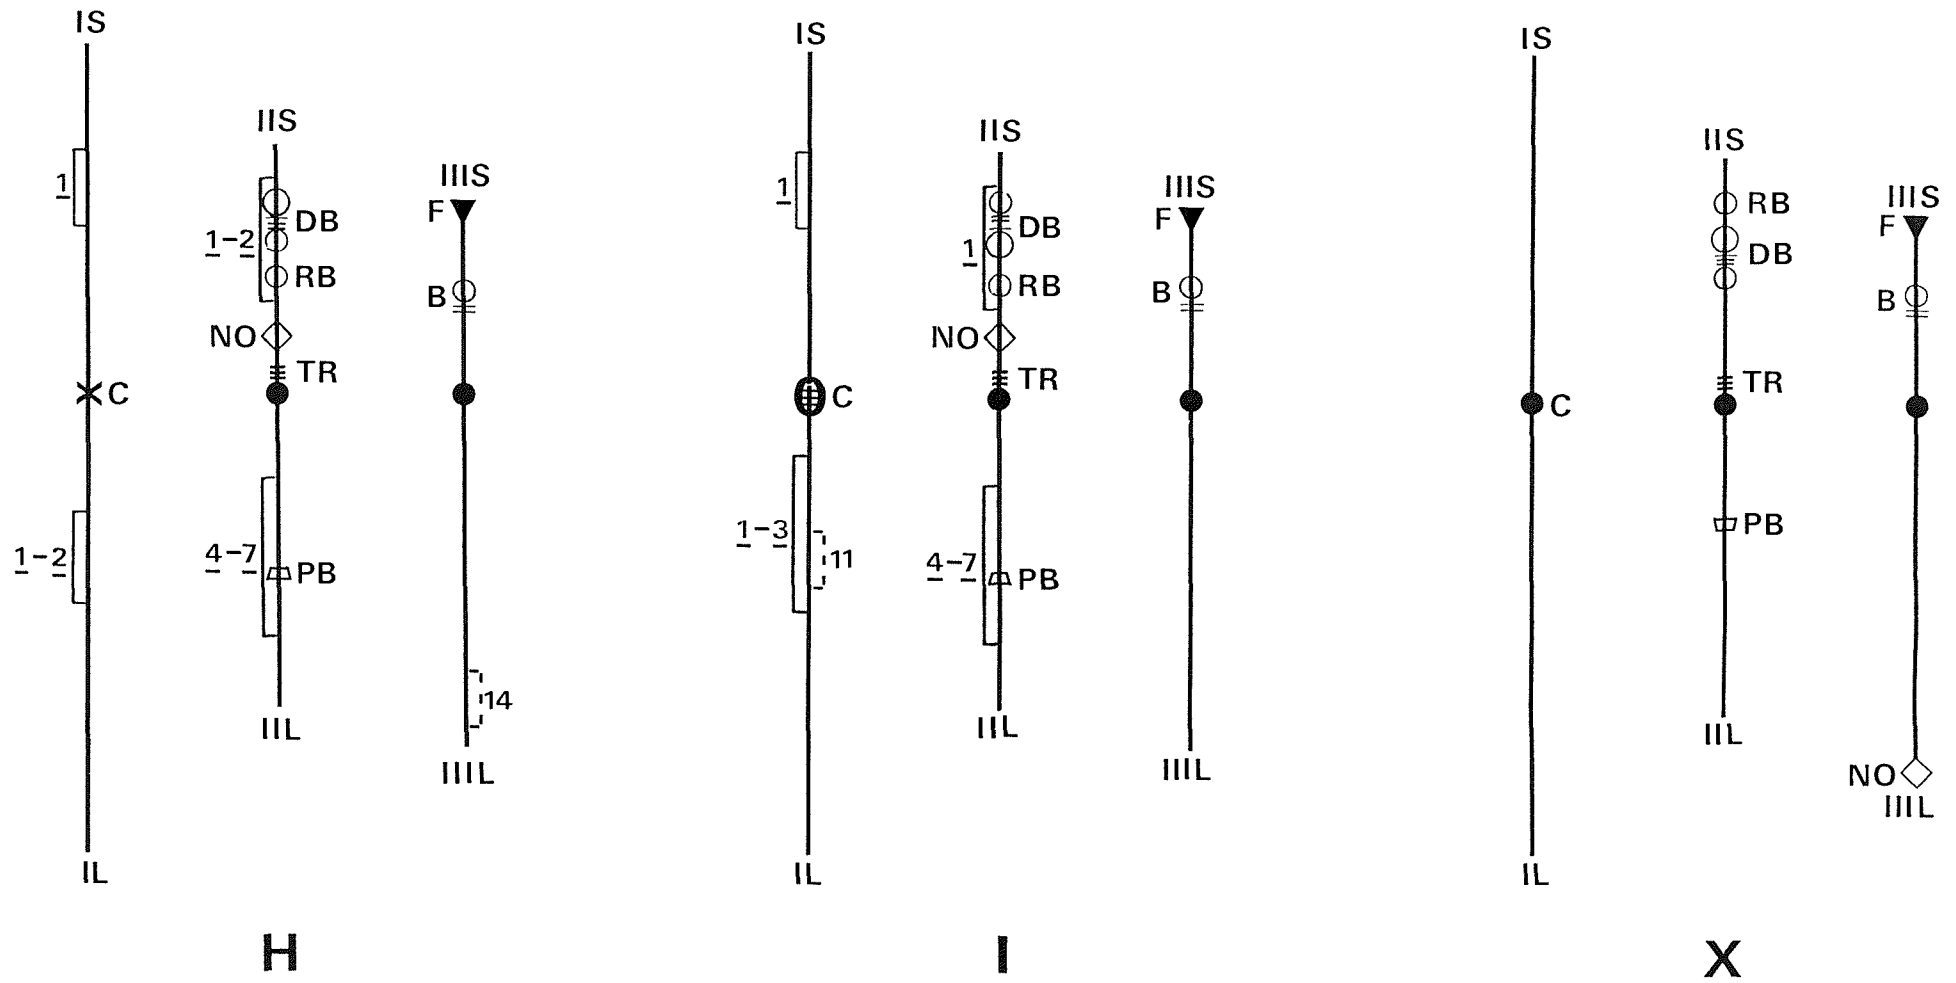 IS
IIS
IIIS
1
1-2
DB
RB
F
B
NO
TR
C
1-2
4-7
PB
14
IIL
IIIL
IL
H
IS
IIS
IIIS
1
1
DB
RB
F
B
NO
TR
C
1-3
11
4-7
PB
IIL
IIIL
IL
I
IS
IIS
IIIS
RB
DB
F
B
TR
C
PB
IIL
NO
IIIL
IL
X